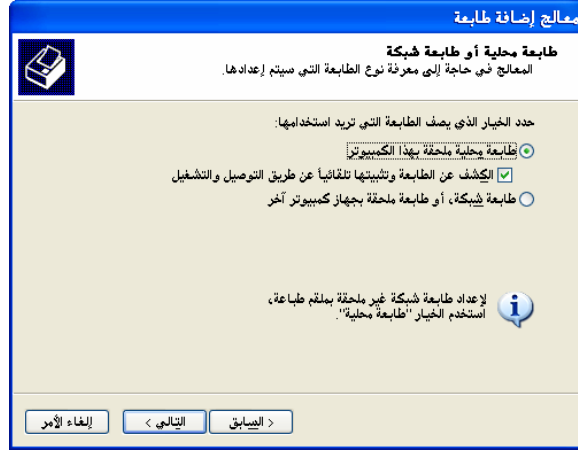 معالج إضافة طابعة
طابعة محلية أو طابعة شبكة
المعالج في حاجة إلى معرفة نوع الطابعة التي سيتم إعدادها.
حدد الخيار الذي يصف الطابعة التي تريد استخدامها:
طابعة محلية ملحقة بهذا الكمبيوتر
الكشف عن الطابعة وتثبيتها تلقائياً عن طريق التوصيل والتشغيل
طابعة شبكة، أو طابعة ملحقة بجهاز كمبيوتر آخر
لإعداد طابعة شبكة غير ملحقة بملقم طباعة،
استخدم الخيار "طابعة محلية".
< السابق
التالي >
إلغاء الأمر